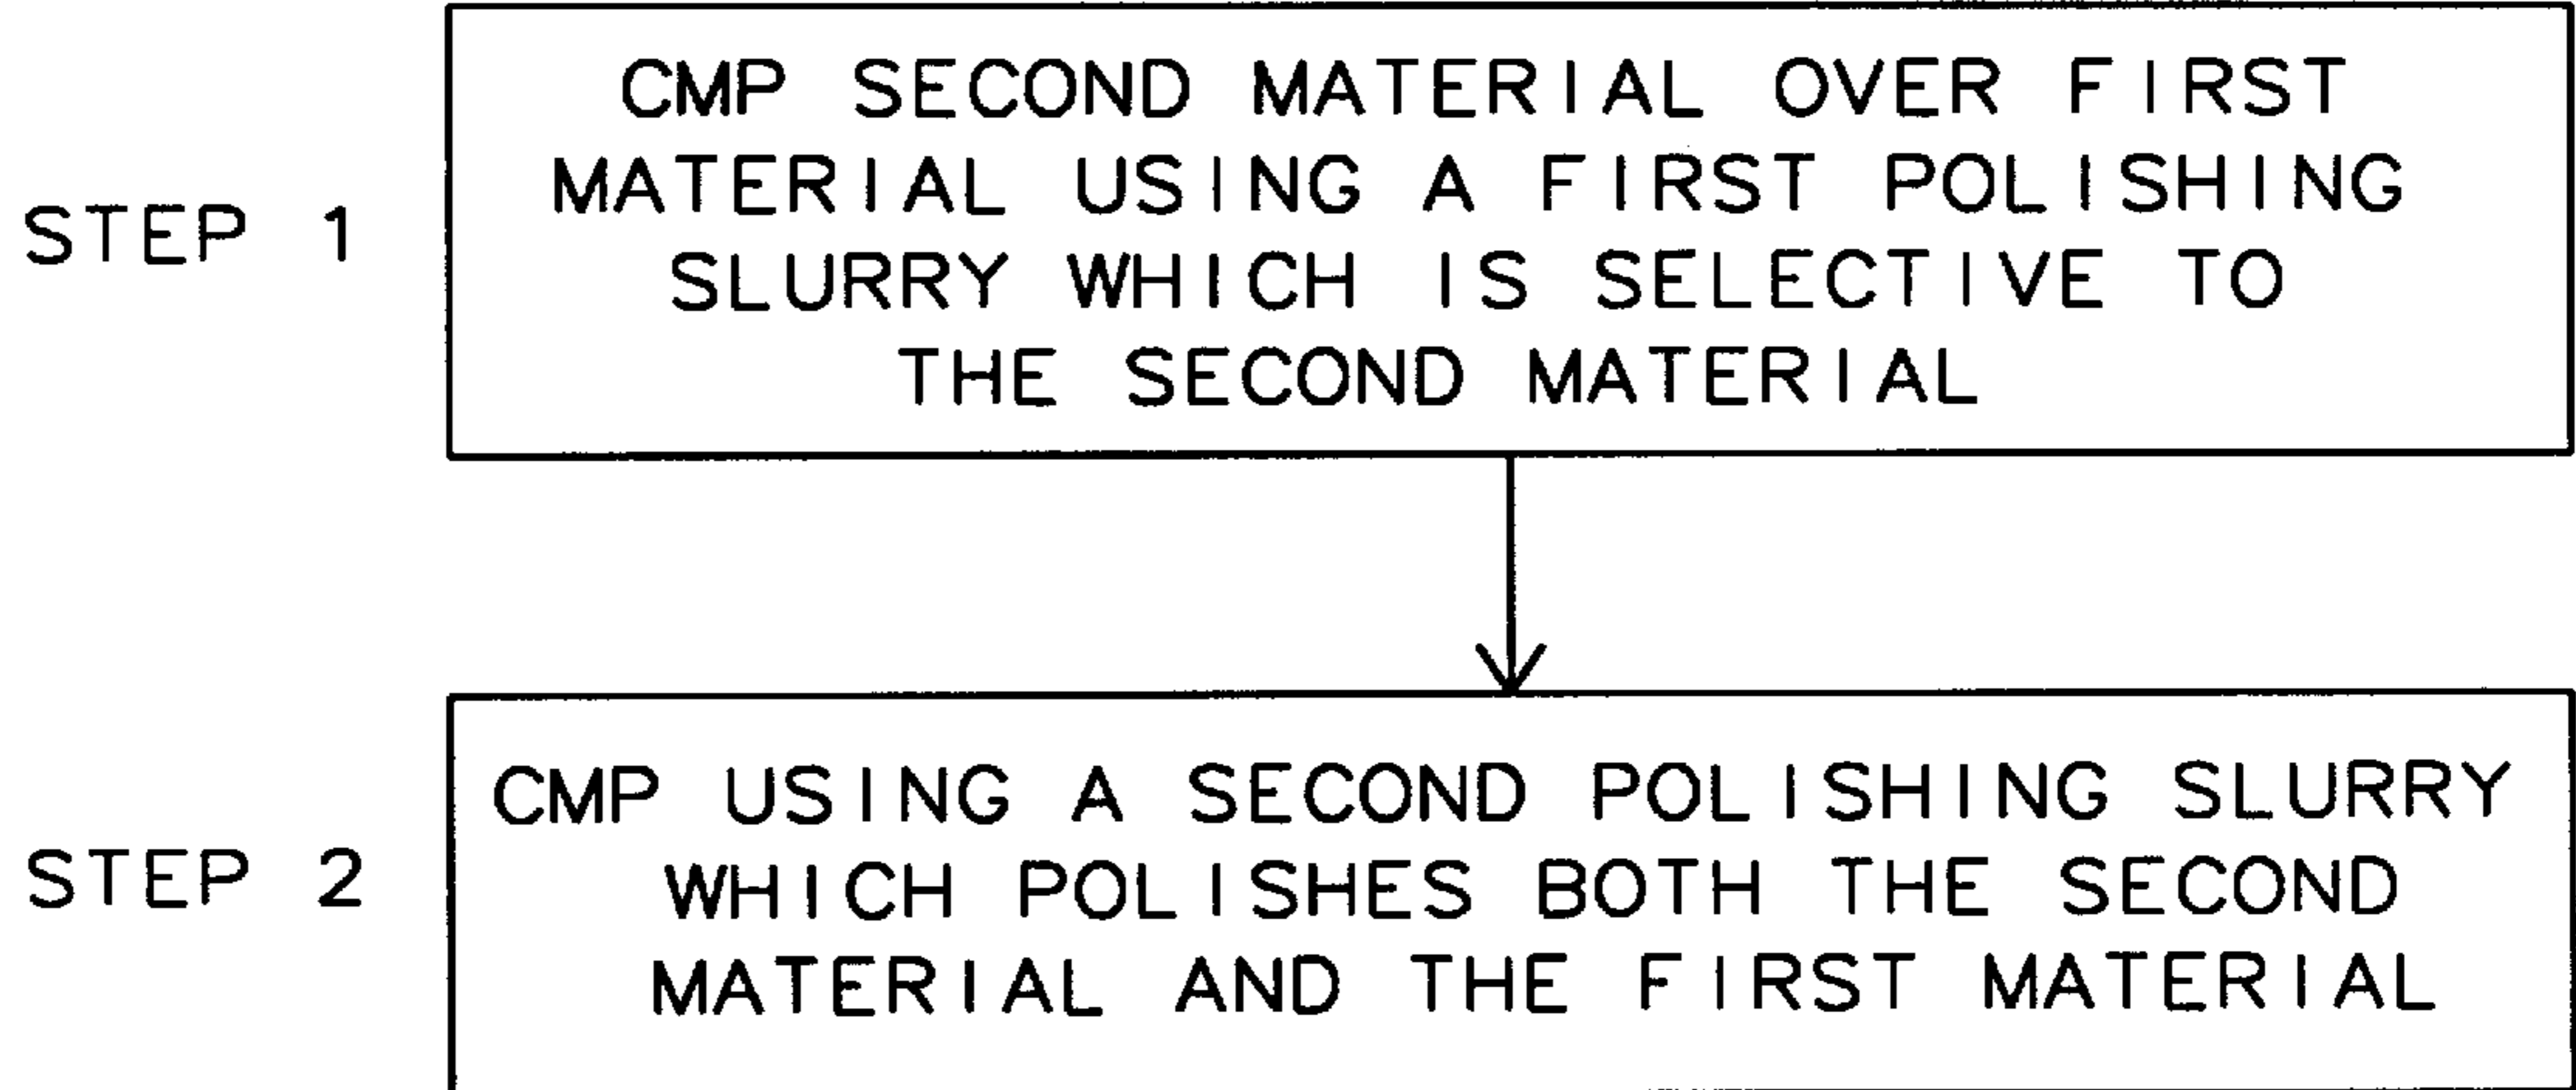 STEP 1
CMP SECOND MATERIAL OVER FIRST
MATERIAL USING A FIRST POLISHING
SLURRY WHICH IS SELECTIVE TO
THE SECOND MATERIAL
STEP 2
CMP USING A SECOND POLISHING SLURRY
WHICH POLISHES BOTH THE SECOND
MATERIAL AND THE FIRST MATERIAL